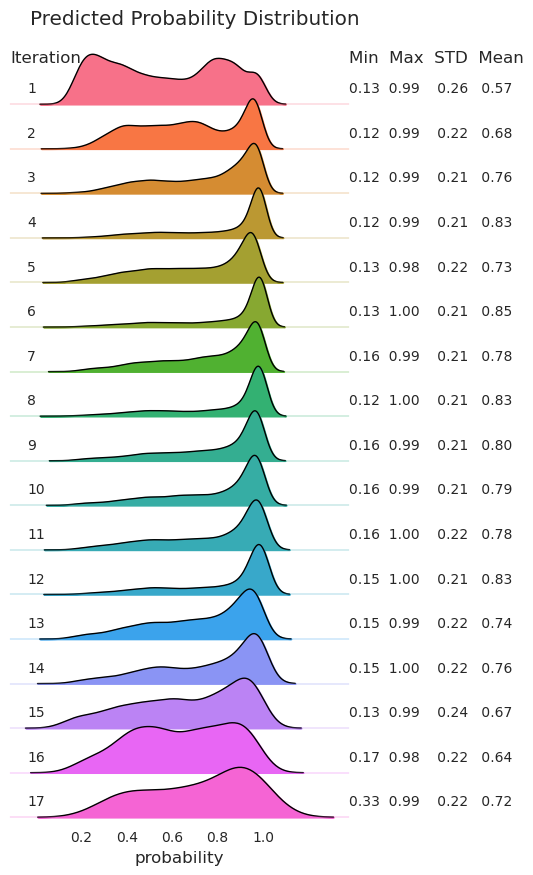 Predicted Probability Distribution
Iteration Min Max STD Mean
1 0.13 0.99 0.26 0.57
2 0.12 0.99 0.22 0.68
3 0.12 0.99 0.21 0.76
4 0.12 0.99 0.21 0.83
5 0.13 0.98 0.22 0.73
6 0.13 1.00 0.21 0.85
7 0.16 0.99 0.21 0.78
8 0.12 1.00 0.21 0.83
9 0.16 0.99 0.21 0.80
10 0.16 0.99 0.21 0.79
11 0.16 1.00 0.22 0.78
12 0.15 1.00 0.21 0.83
13 0.15 0.99 0.22 0.74
14 0.15 1.00 0.22 0.76
15 0.13 0.99 0.24 0.67
16 0.17 0.98 0.22 0.64
17 0.33 0.99 0.22 0.72
0.2 0.4 0.6 0.8 1.0
probability